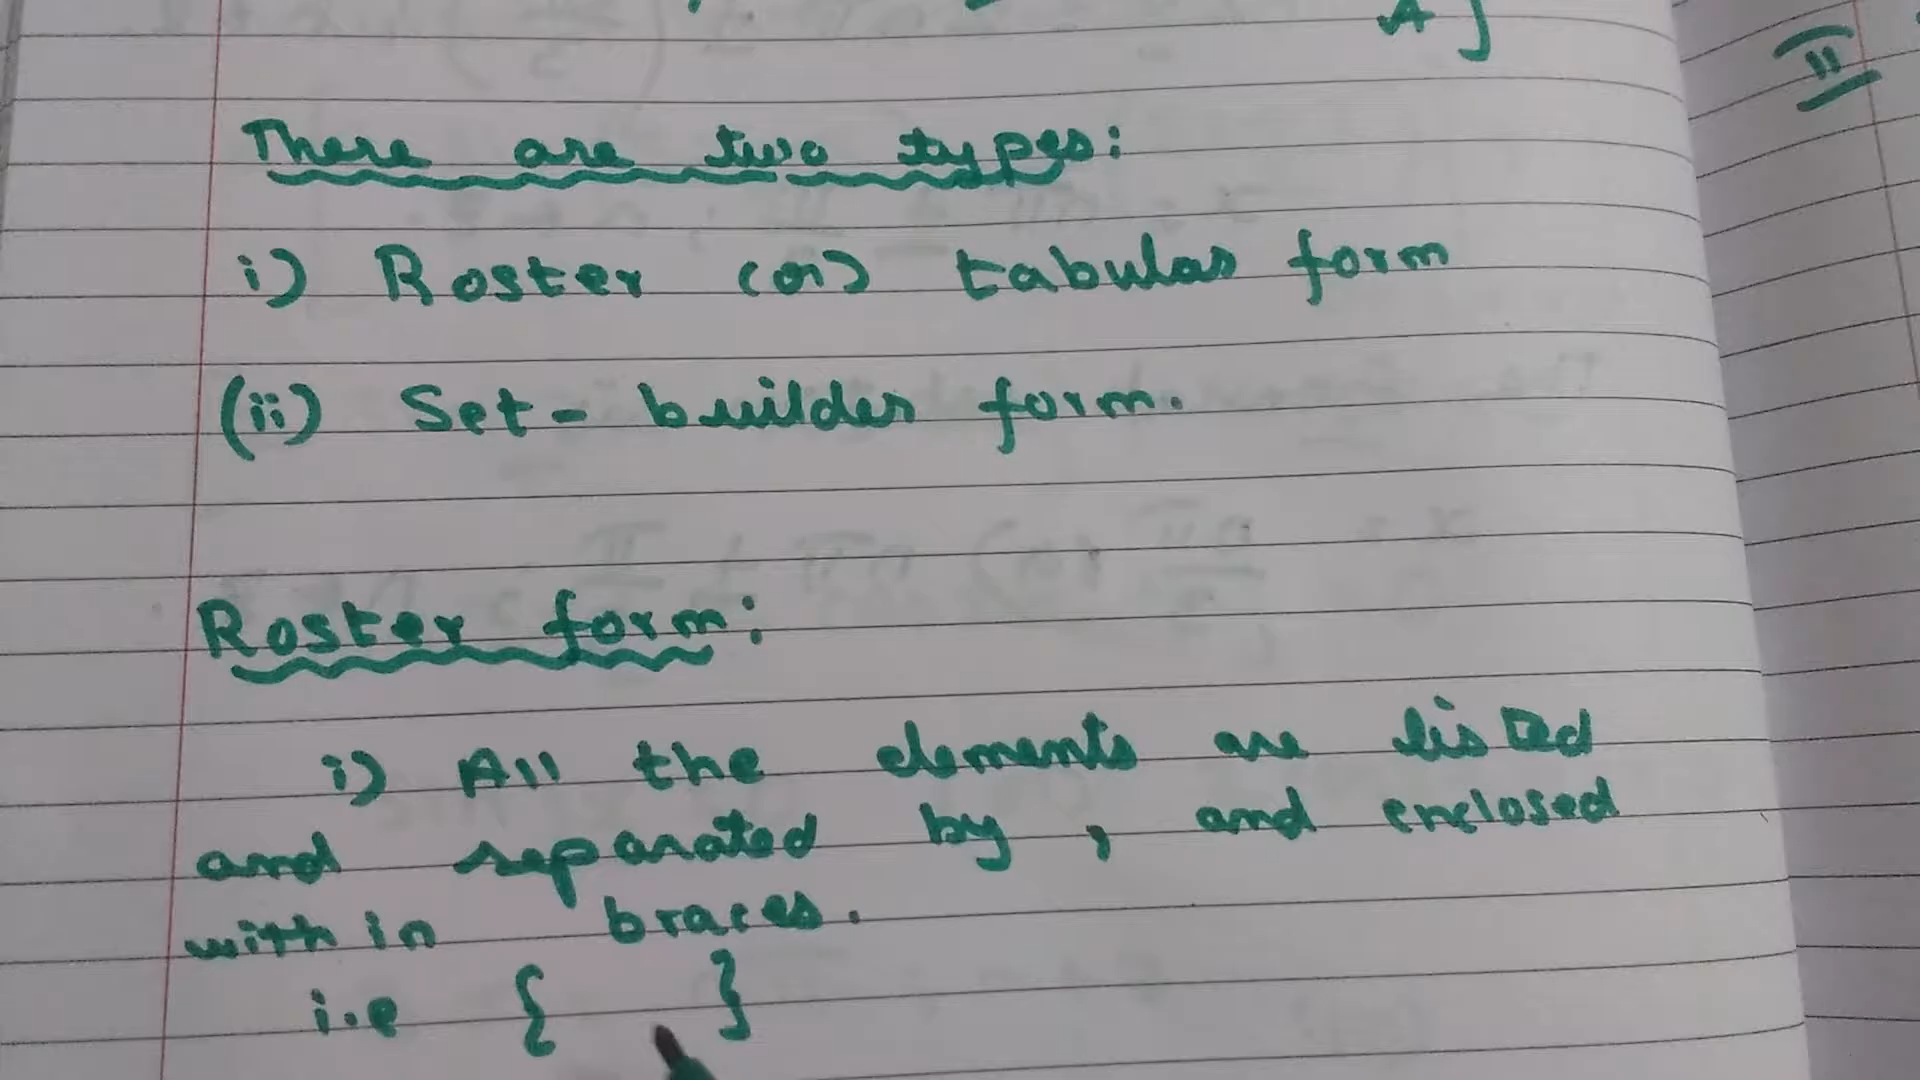 A }
II
There are two types:
i) Roster (or) tabular form
(ii) Set- builder form.
Roster form:
i) All the elements are listed
and separated by , and enclosed
with in braces.
i.e { }